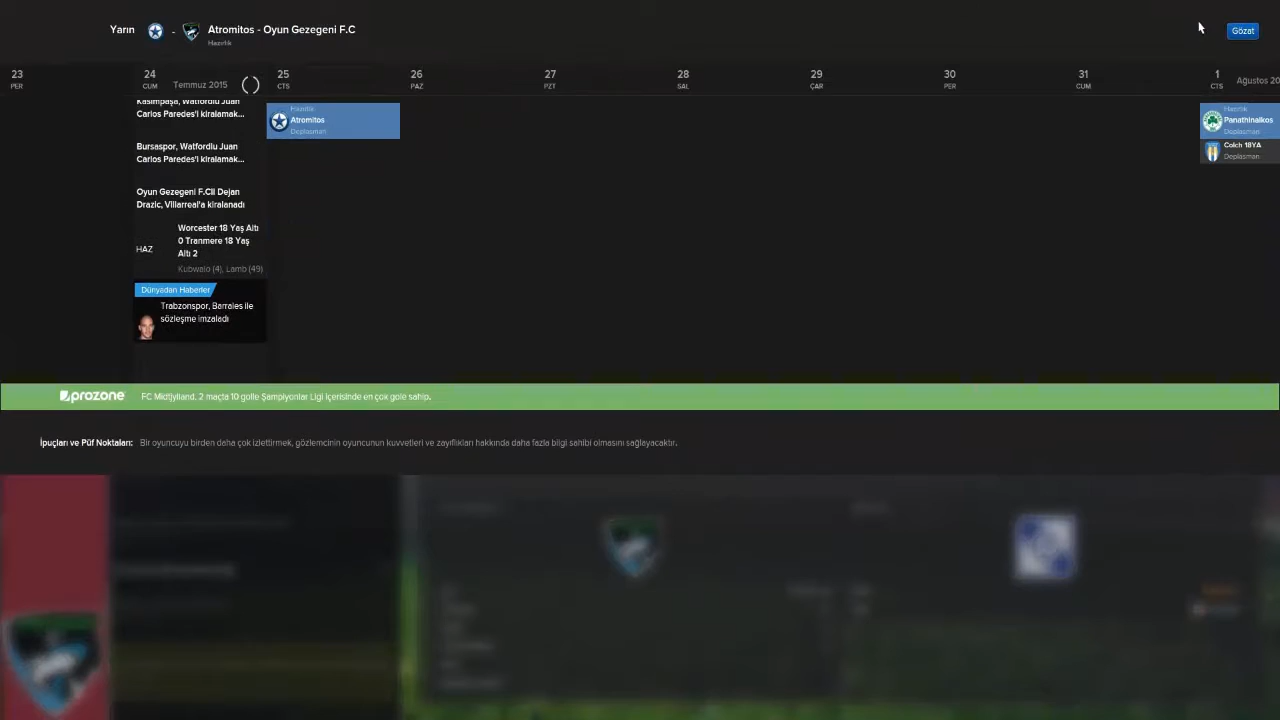 Yarın
-
Atromitos - Oyun Gezegeni F.C
Hazırlık
Gözat
23
PER
24
CUM
Temmuz 2015
25
CTS
26
PAZ
27
PZT
28
SAL
29
ÇAR
30
PER
31
CUM
1
CTS
Ağustos 20
Kasımpaşa, Watfordlu Juan
Carlos Paredes'i kiralamak...
Bursaspor, Watfordlu Juan
Carlos Paredes'i kiralamak...
Oyun Gezegeni F.CII Dejan
Drazic, Villarreal'a kiralanadı
HAZ
Worcester 18 Yaş Altı
0 Tranmere 18 Yaş
Altı 2
Kubwalo (4), Lamb (49)
Dünyadan Haberler
Trabzonspor, Barrales ile
sözleşme imzaladı
Hazırlık
Atromitos
Deplasman
Hazırlık
Panathinaikos
Deplasman
Colch 18YA
Deplasman
prozone
FC Midtjylland, 2 maçta 10 golle Şampiyonlar Ligi içerisinde en çok gole sahip.
İpuçları ve Püf Noktaları: Bir oyuncuyu birden daha çok izlettirmek, gözlemcinin oyuncunun kuvvetleri ve zayıflıkları hakkında daha fazla bilgi sahibi olmasını sağlayacaktır.